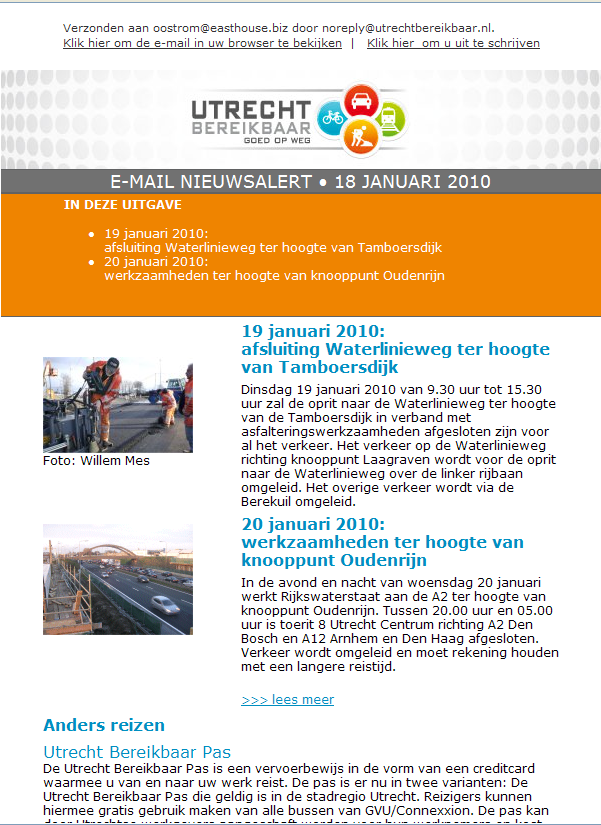 Verzonden aan oostrom@easthouse.biz door noreply@utrechtbereikbaar.nl.
Klik hier om de e-mail in uw browser te bekijken | Klik hier om u uit te schrijven
UTRECHT
BEREIKBAAR
GOED OP WEG
E-MAIL NIEUWSALERT • 18 JANUARI 2010
IN DEZE UITGAVE
• 19 januari 2010:
afsluiting Waterlinieweg ter hoogte van Tamboersdijk
• 20 januari 2010:
werkzaamheden ter hoogte van knooppunt Oudenrijn
19 januari 2010:
afsluiting Waterlinieweg ter hoogte
van Tamboersdijk
Dinsdag 19 januari 2010 van 9.30 uur tot 15.30
uur zal de oprit naar de Waterlinieweg ter hoogte
van de Tamboersdijk in verband met
asfalteringswerkzaamheden afgesloten zijn voor
al het verkeer. Het verkeer op de Waterlinieweg
richting knooppunt Laagraven wordt voor de oprit
naar de Waterlinieweg over de linker rijbaan
omgeleid. Het overige verkeer wordt via de
Berekuil omgeleid.
Foto: Willem Mes
20 januari 2010:
werkzaamheden ter hoogte van
knooppunt Oudenrijn
In de avond en nacht van woensdag 20 januari
werkt Rijkswaterstaat aan de A2 ter hoogte van
knooppunt Oudenrijn. Tussen 20.00 uur en 05.00
uur is toerit 8 Utrecht Centrum richting A2 Den
Bosch en A12 Arnhem en Den Haag afgesloten.
Verkeer wordt omgeleid en moet rekening houden
met een langere reistijd.
>>> lees meer
Anders reizen
Utrecht Bereikbaar Pas
De Utrecht Bereikbaar Pas is een vervoerbewijs in de vorm van een creditcard
waarmee u van en naar uw werk reist. De pas is er nu in twee varianten: De
Utrecht Bereikbaar Pas die geldig is in de stadregio Utrecht. Reizigers kunnen
hiermee gratis gebruik maken van alle bussen van GVU/Connexxion. De pas kan